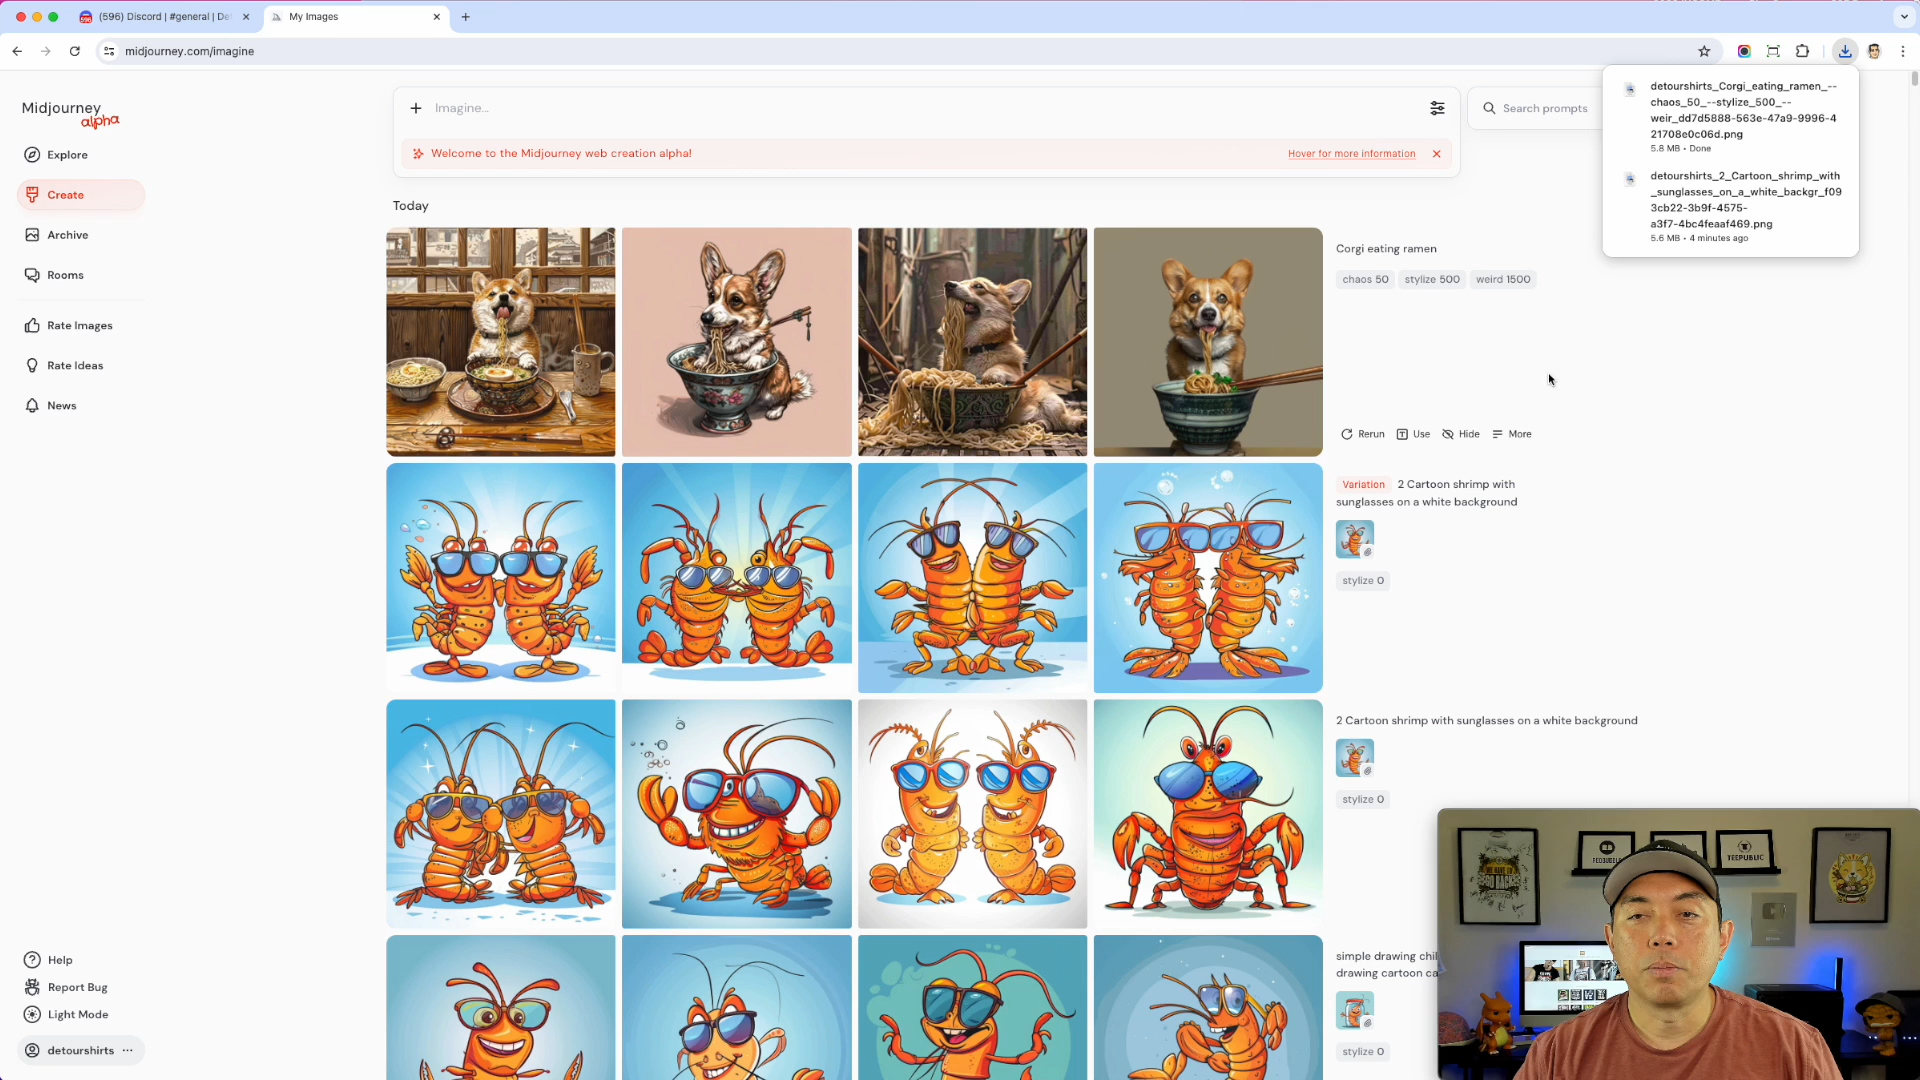 (596) Discord | #general | De
My Images
midjourney.com/imagine
Midjourney
alpha
Explore
Create
Archive
Rooms
Rate Images
Rate Ideas
News
Help
Report Bug
Light Mode
detourshirts
Imagine...
Search prompts
Welcome to the Midjourney web creation alpha!
Hover for more information
detourshirts_Corgi_eating_ramen_--
chaos_50_--stylize_500_--
weir_dd7d5888-563e-47a9-9996-4
21708e0c06d.png
5.8 MB • Done
detourshirts_2_Cartoon_shrimp_with
_sunglasses_on_a_white_backgr_f09
3cb22-3b9f-4575-
a3f7-4bc4feaaf469.png
5.6 MB • 4 minutes ago
Today
Corgi eating ramen
chaos 50
stylize 500
weird 1500
Rerun
Use
Hide
More
Variation 2 Cartoon shrimp with
sunglasses on a white background
stylize 0
2 Cartoon shrimp with sunglasses on a white background
stylize 0
simple drawing chil
drawing cartoon ca
stylize 0
TEEPUBLIC